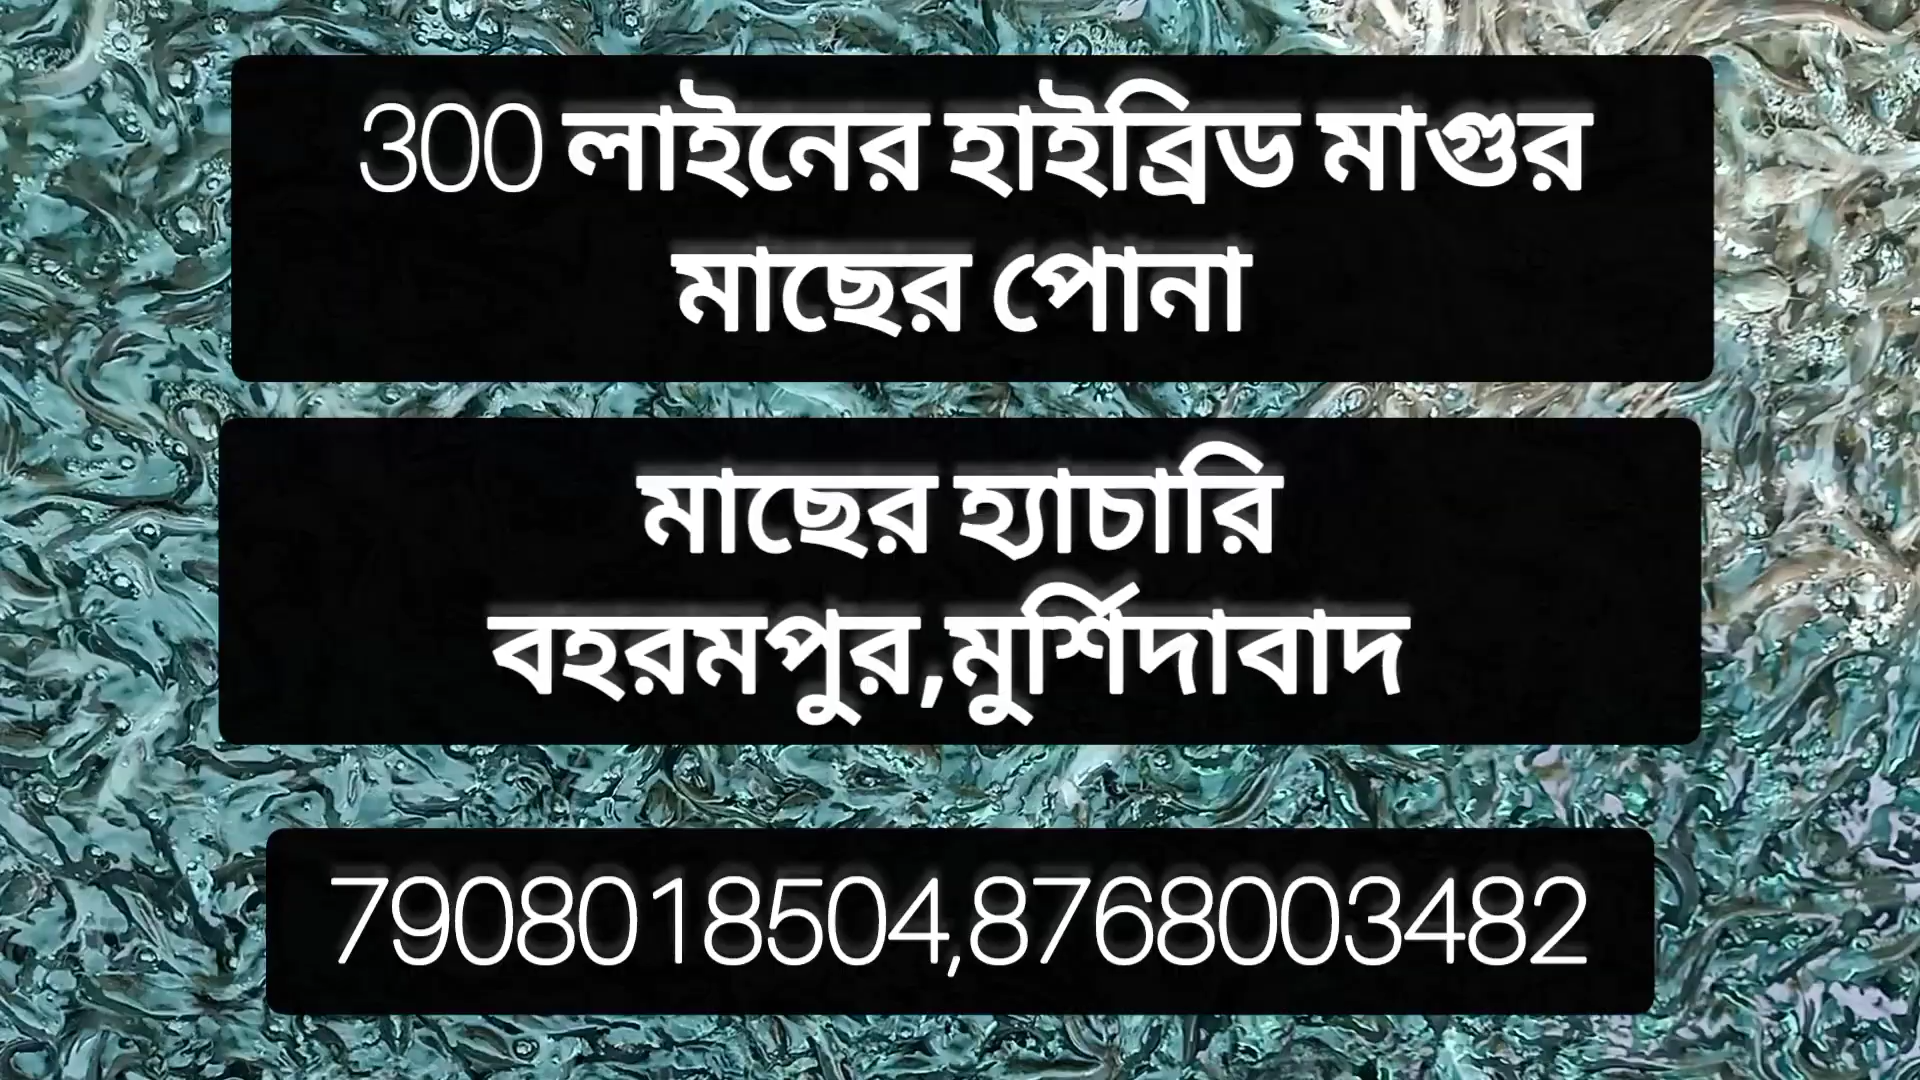 300 লাইনের হাইব্রিড মাগুর
মাছের পোনা
মাছের হ্যাচারি
বহরমপুর,মুর্শিদাবাদ
7908018504,8768003482